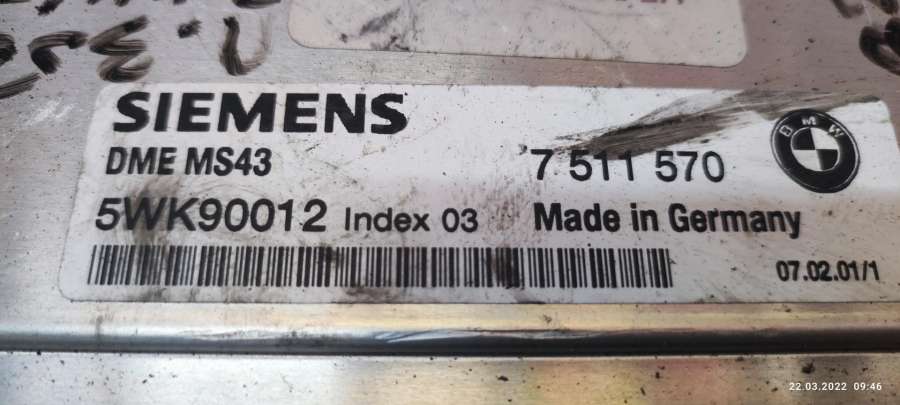 SIEMENS
DME MS43
7 511 570
BMW
5WK90012 Index 03
Made in Germany
07.02.01/1
22.03.2022 09:46